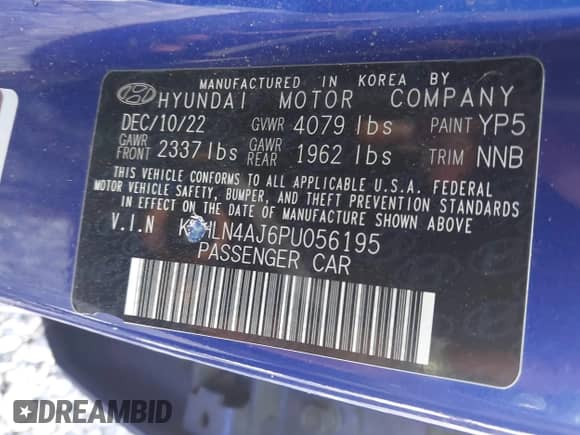 MANUFACTURED IN KOREA BY
HYUNDAI MOTOR COMPANY
DEC/10/22 GVWR 4079 lbs PAINT YP5
GAWR FRONT 2337 lbs GAWR REAR 1962 lbs TRIM NNB
THIS VEHICLE CONFORMS TO ALL APPLICABLE U.S.A. FEDERAL
MOTOR VEHICLE SAFETY, BUMPER, AND THEFT PREVENTION STANDARDS
IN EFFECT ON THE DATE OF MANUFACTURE SHOWN ABOVE
V.I.N
PASSENGER CAR
DREAMBID